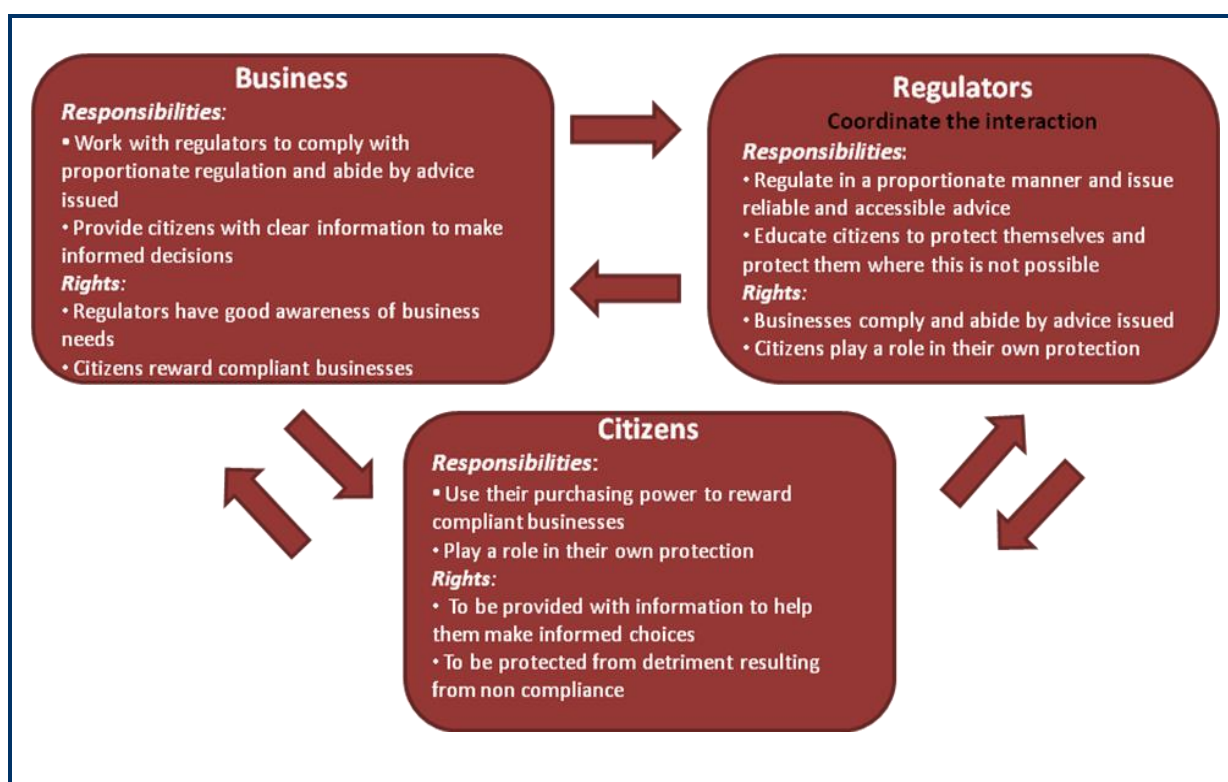 Business
Responsibilities:
▪ Work with regulators to comply with
proportionate regulation and abide by advice
issued
• Provide citizens with clear information to make
informed decisions
Rights:
• Regulators have good awareness of business
needs
• Citizens reward compliant businesses
Regulators
Coordinate the interaction
Responsibilities:
• Regulate in a proportionate manner and issue
reliable and accessible advice
• Educate citizens to protect themselves and
protect them where this is not possible
Rights:
• Businesses comply and abide by advice issued
• Citizens play a role in their own protection
Citizens
Responsibilities:
▪ Use their purchasing power to reward
compliant businesses
• Play a role in their own protection
Rights:
• To be provided with information to help
them make informed choices
• To be protected from detriment resulting
from non compliance